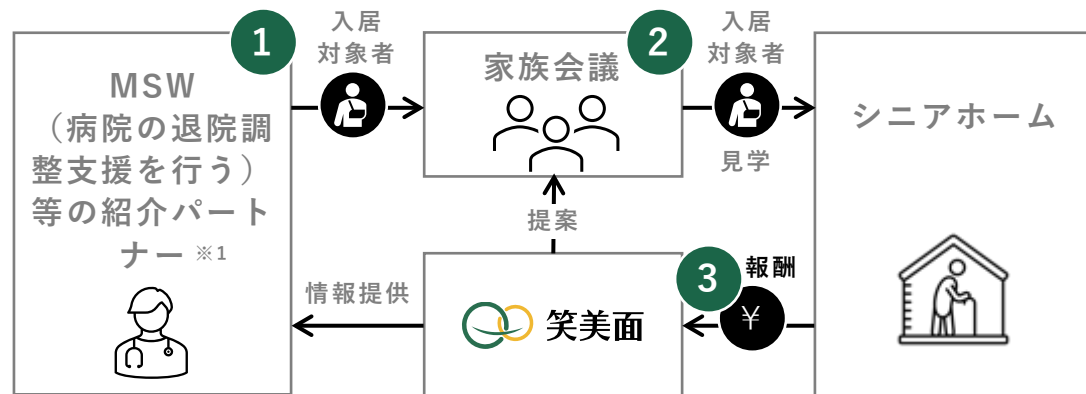 1
MSW
（病院の退院調
整支援を行う）
等の紹介パート
ナー ※1
入居
対象者
家族会議
2
入居
対象者
見学
シニアホーム
提案
情報提供
笑美面
3
報酬
¥